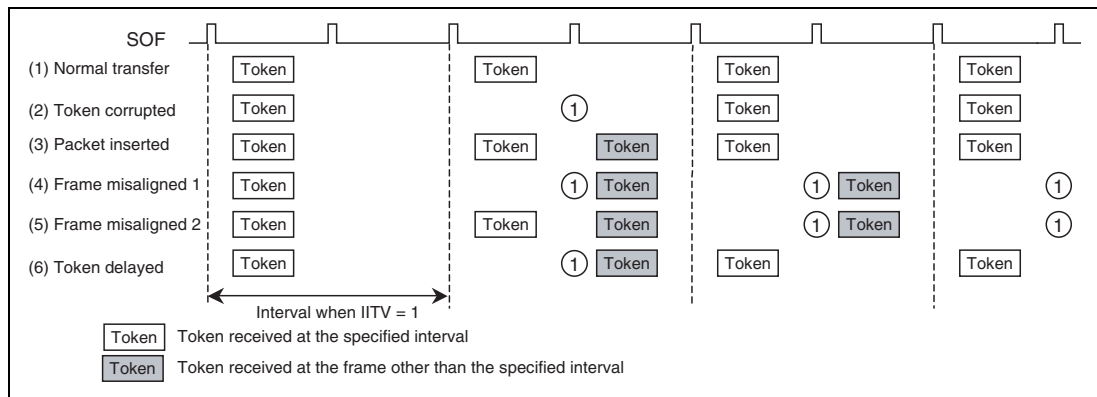 SOF
(1) Normal transfer Token Token Token Token
(2) Token corrupted Token 1 Token Token
(3) Packet inserted Token Token Token Token Token
(4) Frame misaligned 1 Token 1 Token 1 Token 1
(5) Frame misaligned 2 Token Token Token 1 Token 1
(6) Token delayed Token 1 Token Token Token
Interval when IITV = 1
Token Token received at the specified interval
Token Token received at the frame other than the specified interval